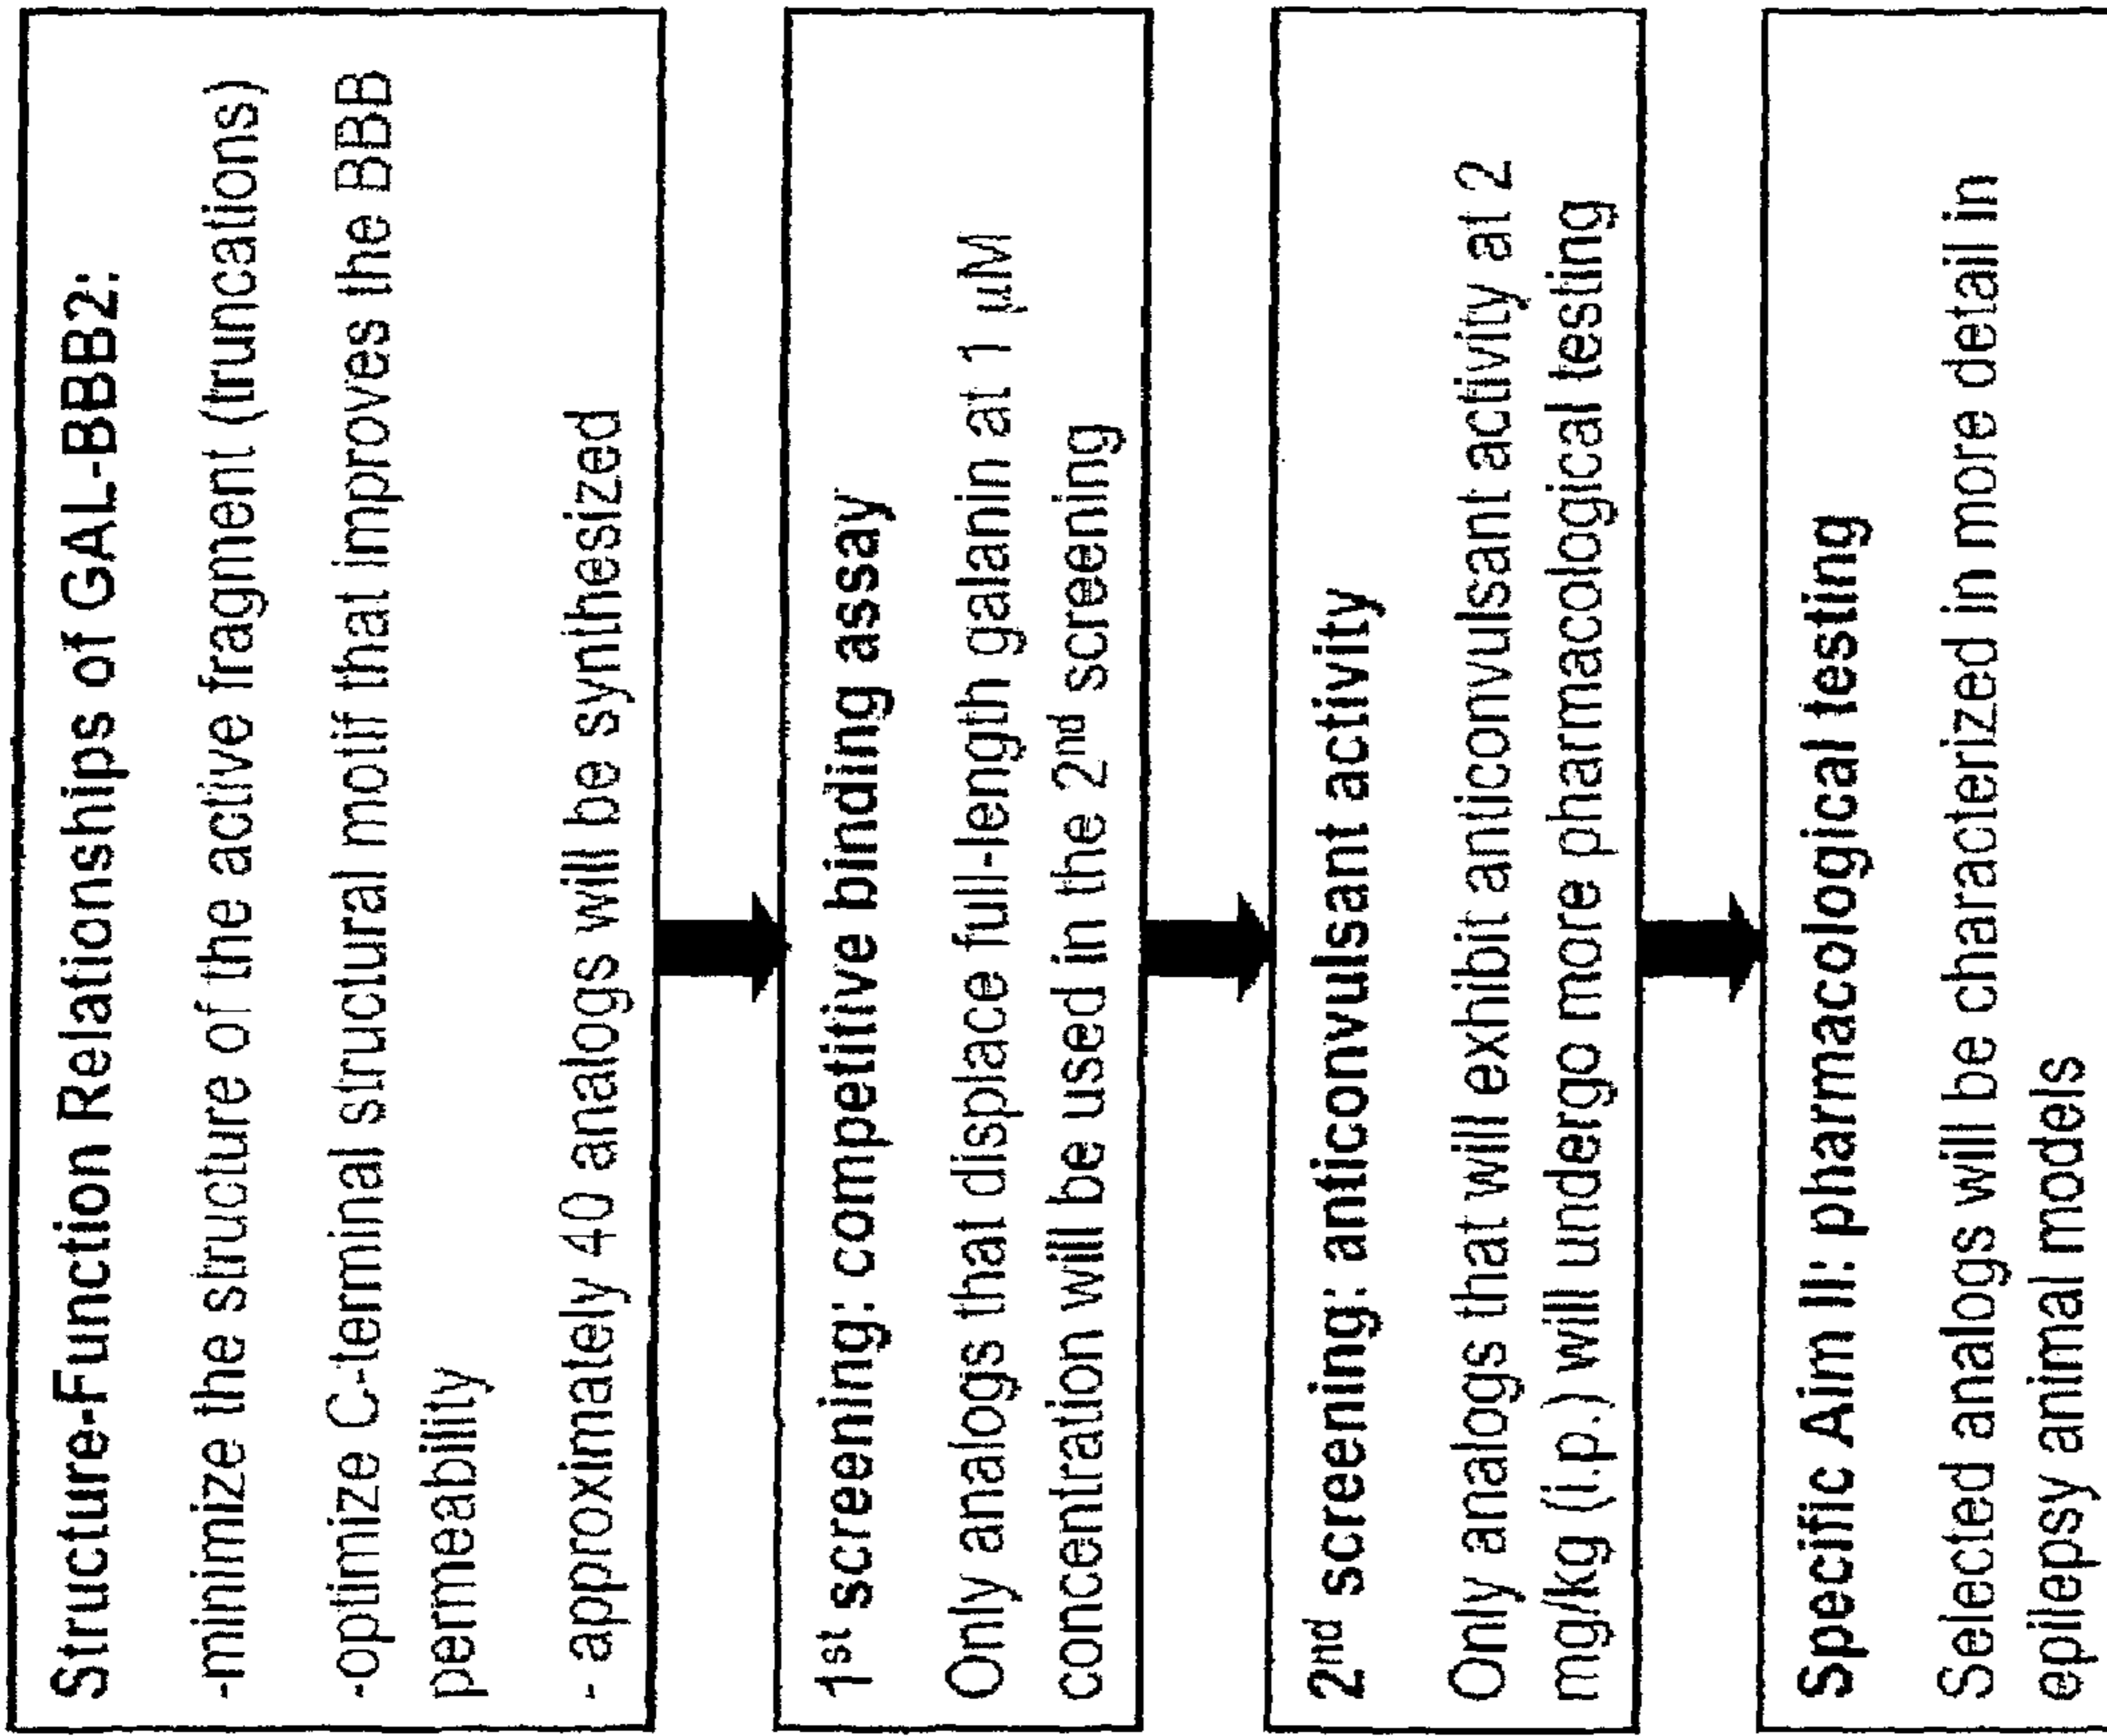 Structure-Function Relationships of GAL-BBB2:
-minimize the structure of the active fragment (truncations)
-optimize C-terminal structural motif that improves the BBB
permeability
- approximately 40 analogs will be synthesized
1st screening: competitive binding assay
Only analogs that displace full-length galanin at 1 µM
concentration will be used in the 2nd screening
2nd screening: anticonvulsant activity
Only analogs that will exhibit anticonvulsant activity at 2
mg/kg (i.p.) will undergo more pharmacological testing
Specific Aim II: pharmacological testing
Selected analogs will be characterized in more detail in
epilepsy animal models